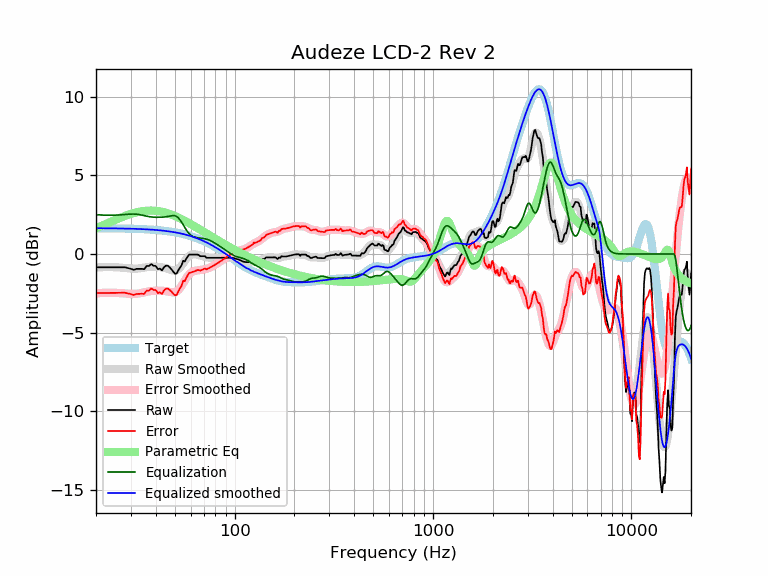 Audeze LCD-2 Rev 2
Amplitude (dBr)
10
5
0
−5
−10
−15
Target
Raw Smoothed
Error Smoothed
Raw
Error
Parametric Eq
Equalization
Equalized smoothed
100
1000
10000
Frequency (Hz)